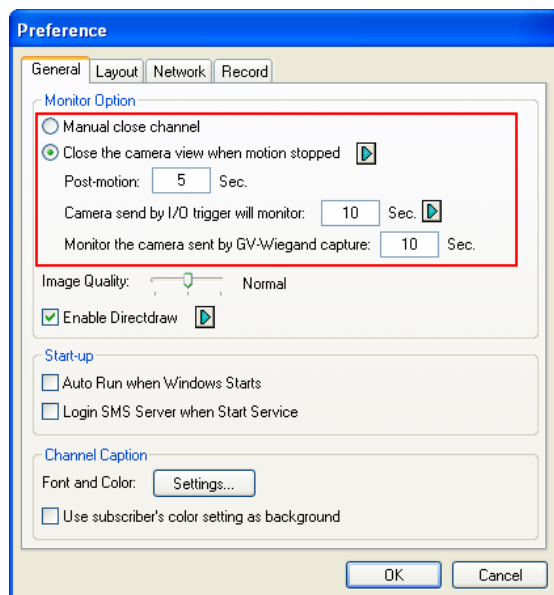 Preference
General Layout Network Record
Monitor Option
Manual close channel
Close the camera view when motion stopped
Post-motion: 5 Sec.
Camera send by I/O trigger will monitor: 10 Sec.
Monitor the camera sent by GV-Wiegand capture: 10 Sec.
Image Quality: Normal
Enable Directdraw
Start-up
Auto Run when Windows Starts
Login SMS Server when Start Service
Channel Caption
Font and Color: Settings...
Use subscriber's color setting as background
OK Cancel